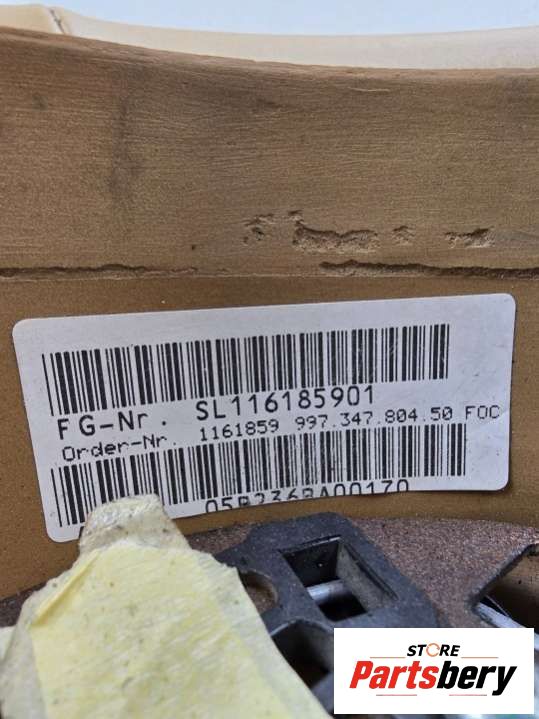 FG-Nr. SL116185901
Order-Nr. 1161859 997.347.804.50 FOC
STORE
Partsbery